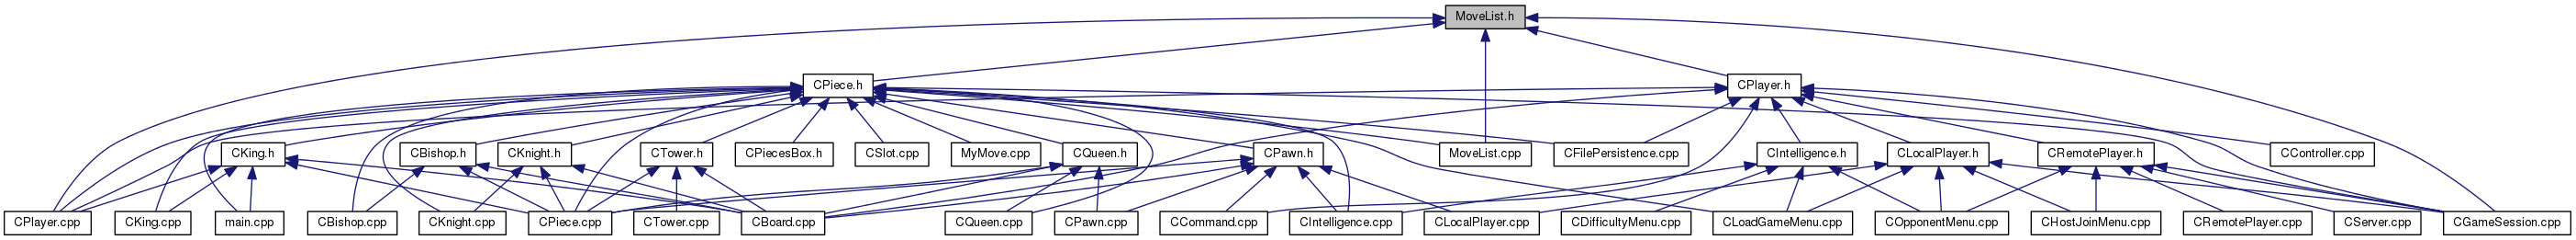 MoveList.h
CPiece.h
CPlayer.h
CKing.h
CBishop.h
CKnight.h
CTower.h
CPiecesBox.h
CSlot.cpp
MyMove.cpp
CQueen.h
CPawn.h
MoveList.cpp
CFilePersistence.cpp
CIntelligence.h
CLocalPlayer.h
CRemotePlayer.h
CController.cpp
CPlayer.cpp
CKing.cpp
main.cpp
CBishop.cpp
CKnight.cpp
CPiece.cpp
CTower.cpp
CBoard.cpp
CQueen.cpp
CPawn.cpp
CCommand.cpp
CIntelligence.cpp
CLocalPlayer.cpp
CDifficultyMenu.cpp
CLoadGameMenu.cpp
COpponentMenu.cpp
CHostJoinMenu.cpp
CRemotePlayer.cpp
CServer.cpp
CGameSession.cpp